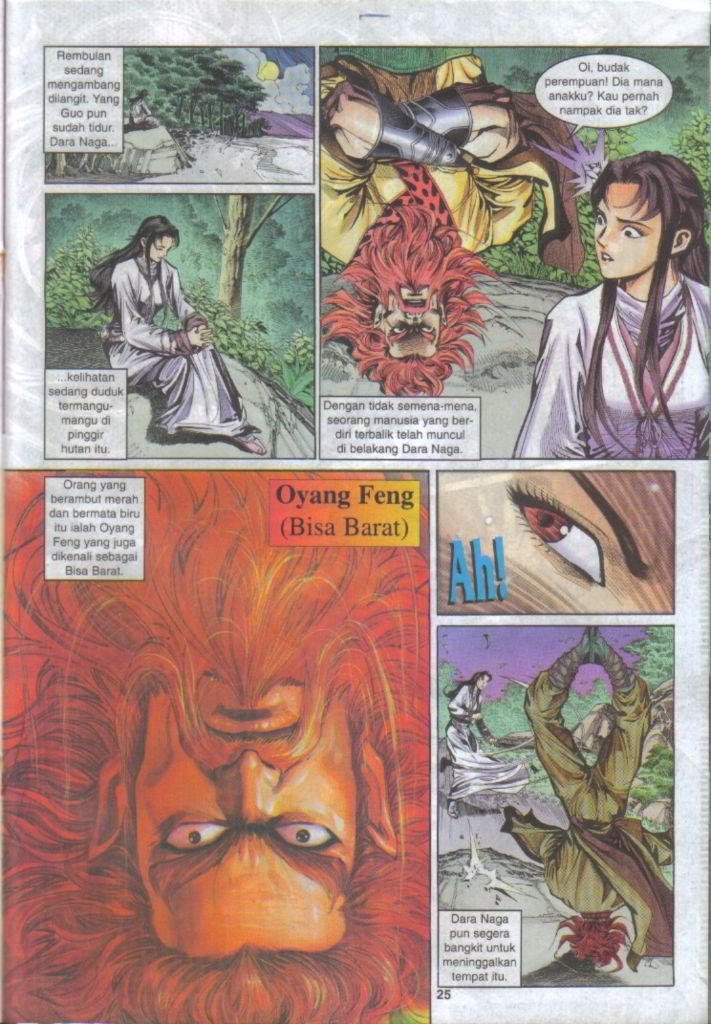 Rembulan
sedang
mengambang
dilangit. Yang
Guo pun
sudah tidur.
Dara Naga...
Oi, budak
perempuan! Dia mana
anakku? Kau pernah
nampak dia tak?
...kelihatan
sedang duduk
termangu-
mangu di
pinggir
hutan itu.
Dengan tidak semena-mena,
seorang manusia yang ber-
diri terbalik telah muncul
di belakang Dara Naga.
Orang yang
berambut merah
dan bermata biru
itu ialah Oyang
Feng yang juga
dikenali sebagai
Bisa Barat.
Oyang Feng
(Bisa Barat)
Ah!
Dara Naga
pun segera
bangkit untuk
meninggalkan
tempat itu.
25